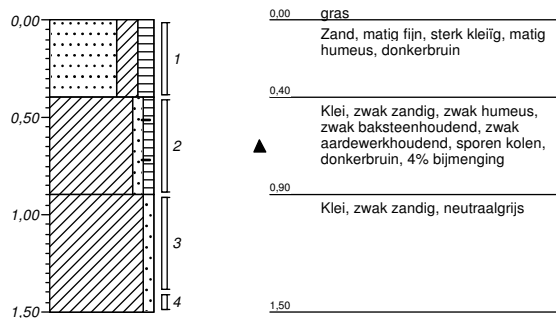 0,00
0,50
1,00
1,50
1
2
3
4
0,00
gras
Zand, matig fijn, sterk kleiïg, matig
humeus, donkerbruin
0,40
Klei, zwak zandig, zwak humeus,
zwak baksteenhoudend, zwak
aardewerkhoudend, sporen kolen,
donkerbruin, 4% bijmenging
0,90
Klei, zwak zandig, neutraalgrijs
1,50